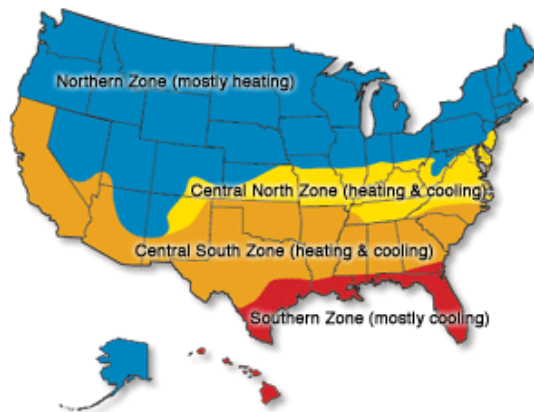 Northern Zone (mostly heating)
Central North Zone (heating & cooling)
Central South Zone (heating & cooling)
Southern Zone (mostly cooling)